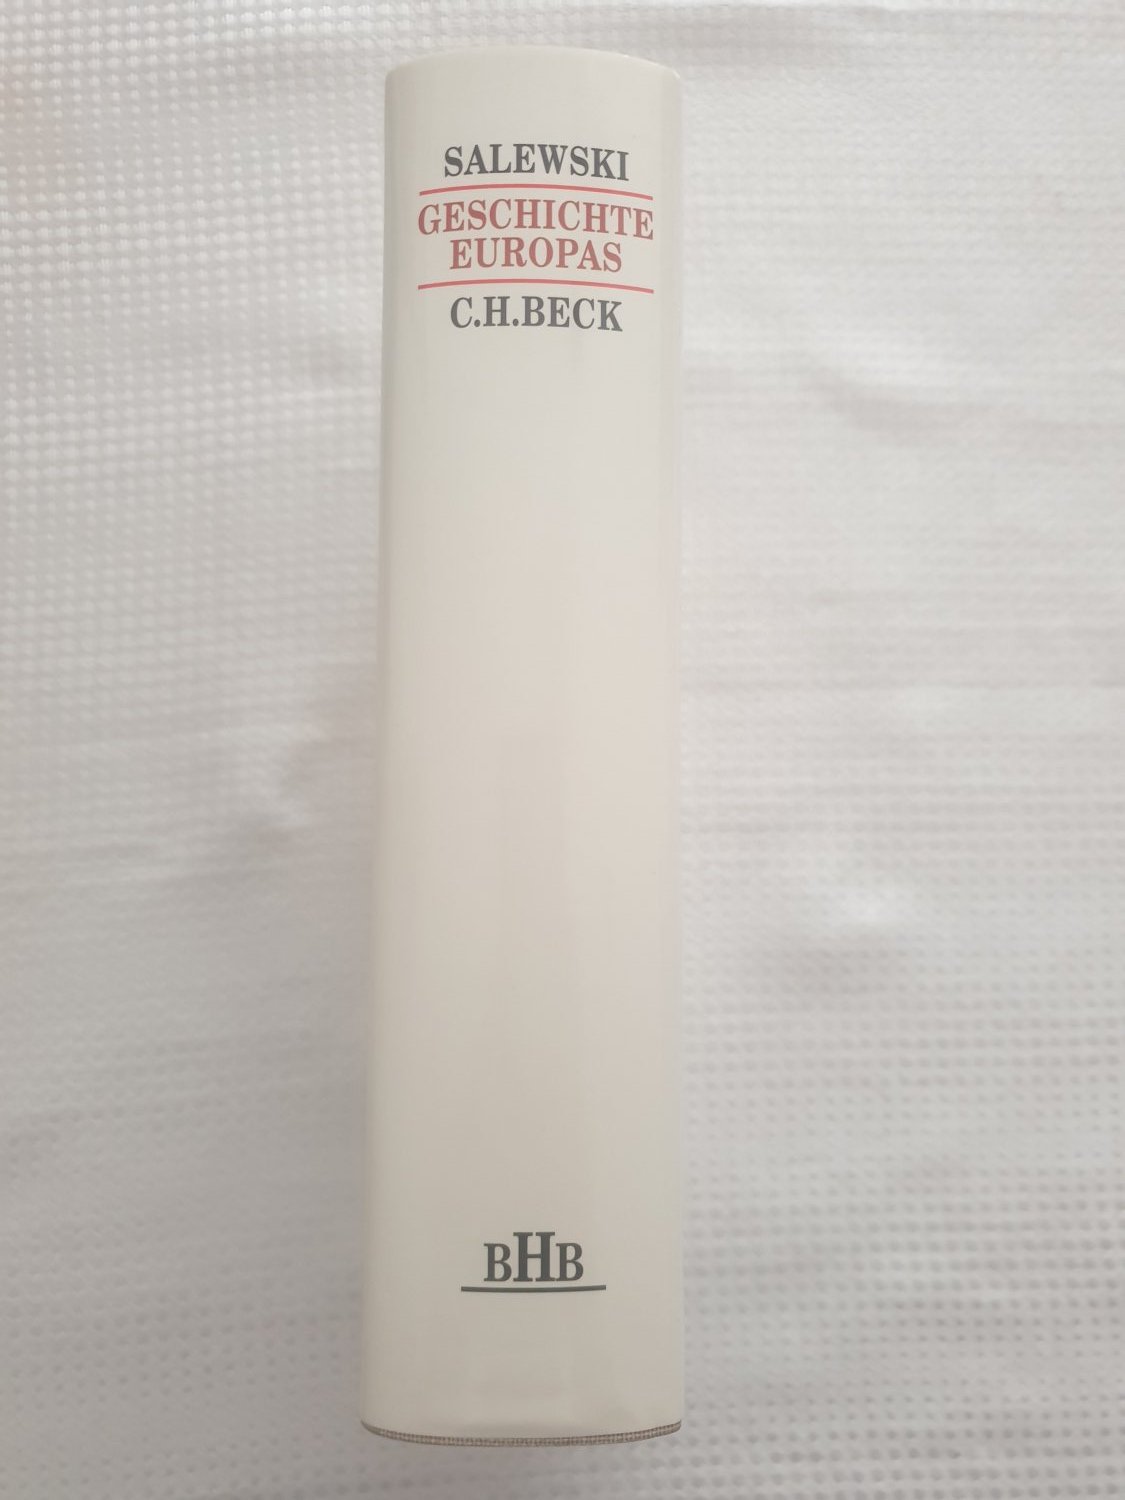 SALEWSKI
GESCHICHTE
EUROPAS
C.H.BECK
BHB